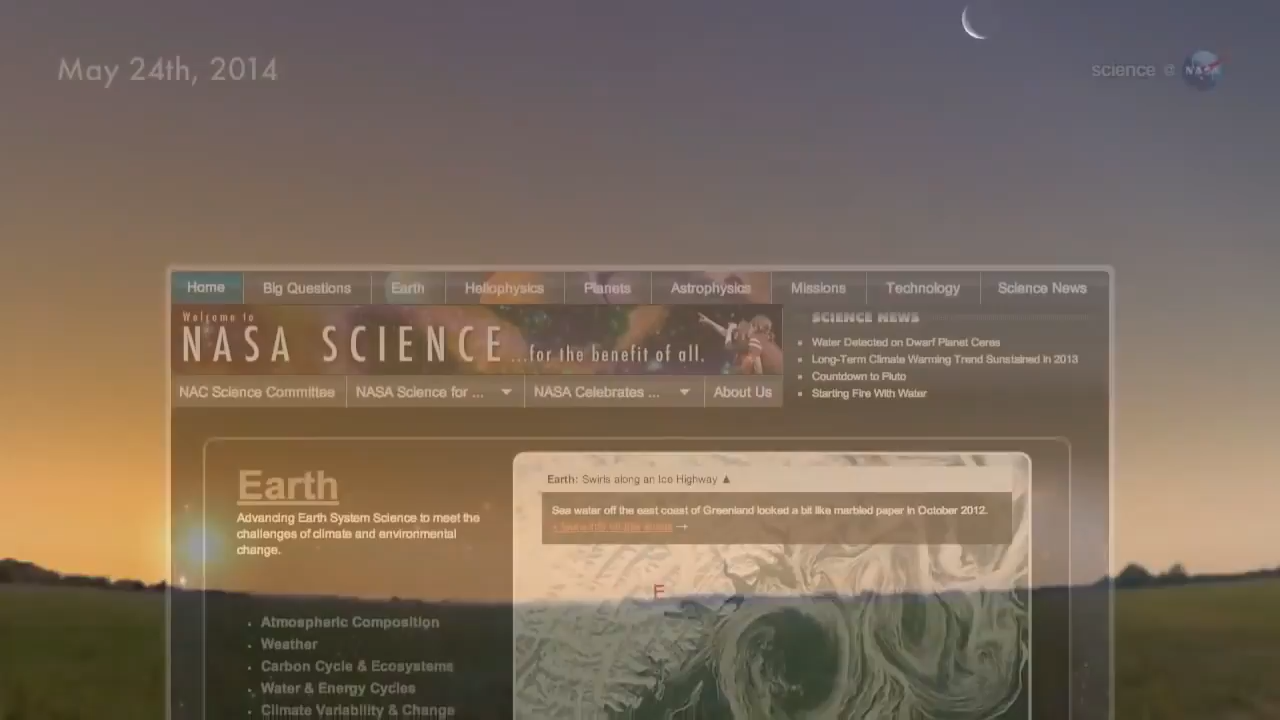 May 24th, 2014
science @ NASA
Home Big Questions Earth Heliophysics Planets Astrophysics Missions Technology Science News
Welcome to
NASA SCIENCE ...for the benefit of all.
SCIENCE NEWS
Water Detected on Dwarf Planet Ceres
Long-Term Climate Warming Trend Sunstained in 2013
Countdown to Pluto
Starting Fire With Water
NAC Science Committee NASA Science for ... NASA Celebrates ... About Us
Earth
Advancing Earth System Science to meet the
challenges of climate and environmental
change.
Earth: Swirls along an Ice Highway ▲
Sea water off the east coast of Greenland looked a bit like marbled paper in October 2012.
→
F
Atmospheric Composition
Weather
Carbon Cycle & Ecosystems
Water & Energy Cycles
Climate Variability & Change